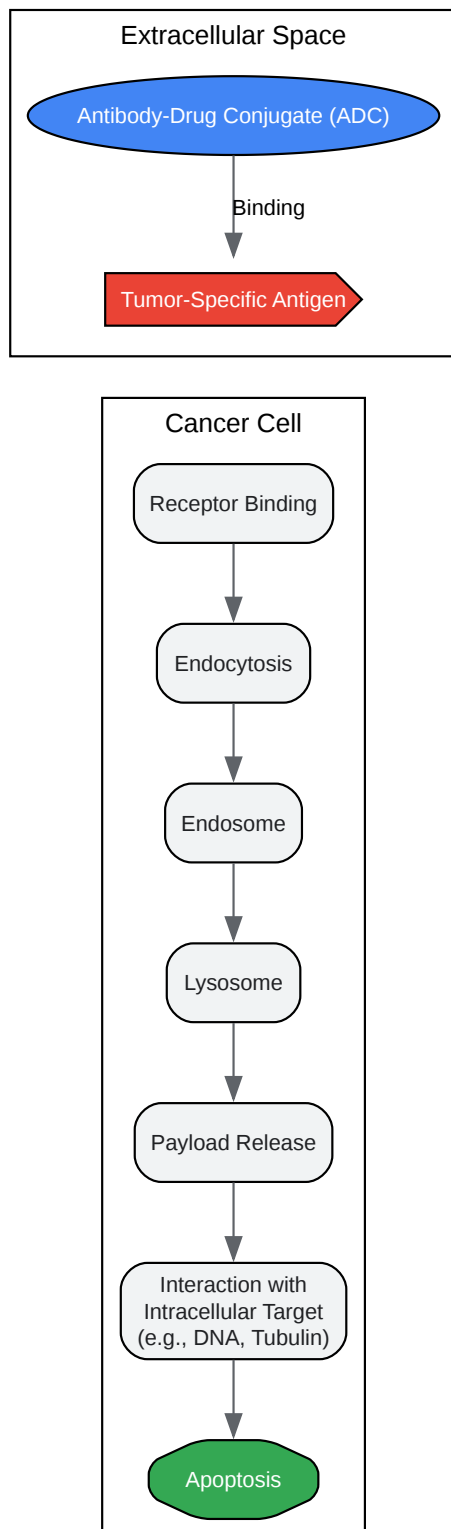 Extracellular Space
Antibody-Drug Conjugate (ADC)
Binding
Tumor-Specific Antigen
Cancer Cell
Receptor Binding
Endocytosis
Endosome
Lysosome
Payload Release
Interaction with
Intracellular Target
(e.g., DNA, Tubulin)
Apoptosis